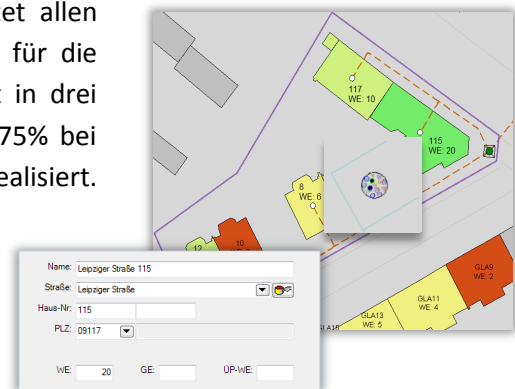 tet allen
für die
t in drei
75% bei
ealisiert.
117
WE: 10
115
WE: 20
8
WE: 6
12
10
GLA9
WE: 2
GLA11
WE: 4
GLA13
WE: 5
Name: Leipziger Straße 115
Straße: Leipziger Straße
Haus-Nr: 115
PLZ: 09117
WE: 20 GE: ÜP-WE: